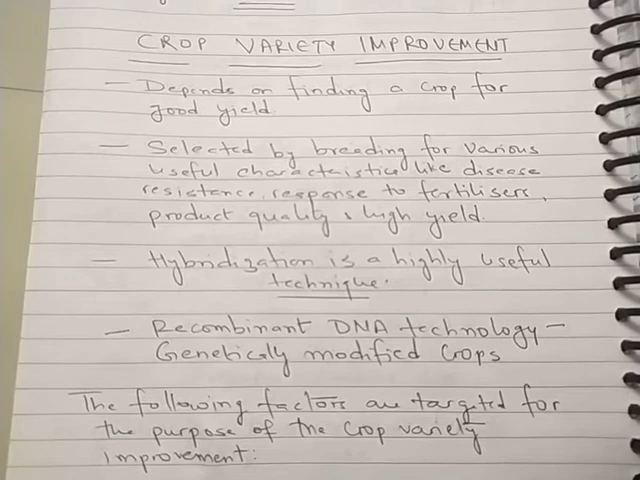 CROP VARIETY IMPROVEMENT
— Depends on finding a crop for
good yield.
— Selected by breeding for various
useful characteristics like disease
resistance, response to fertilisers,
product quality & high yield.
— Hybridization is a highly useful
technique.
— Recombinant DNA technology —
Genetically modified Crops
The following factors are targeted for
the purpose of the Crop variety
improvement: